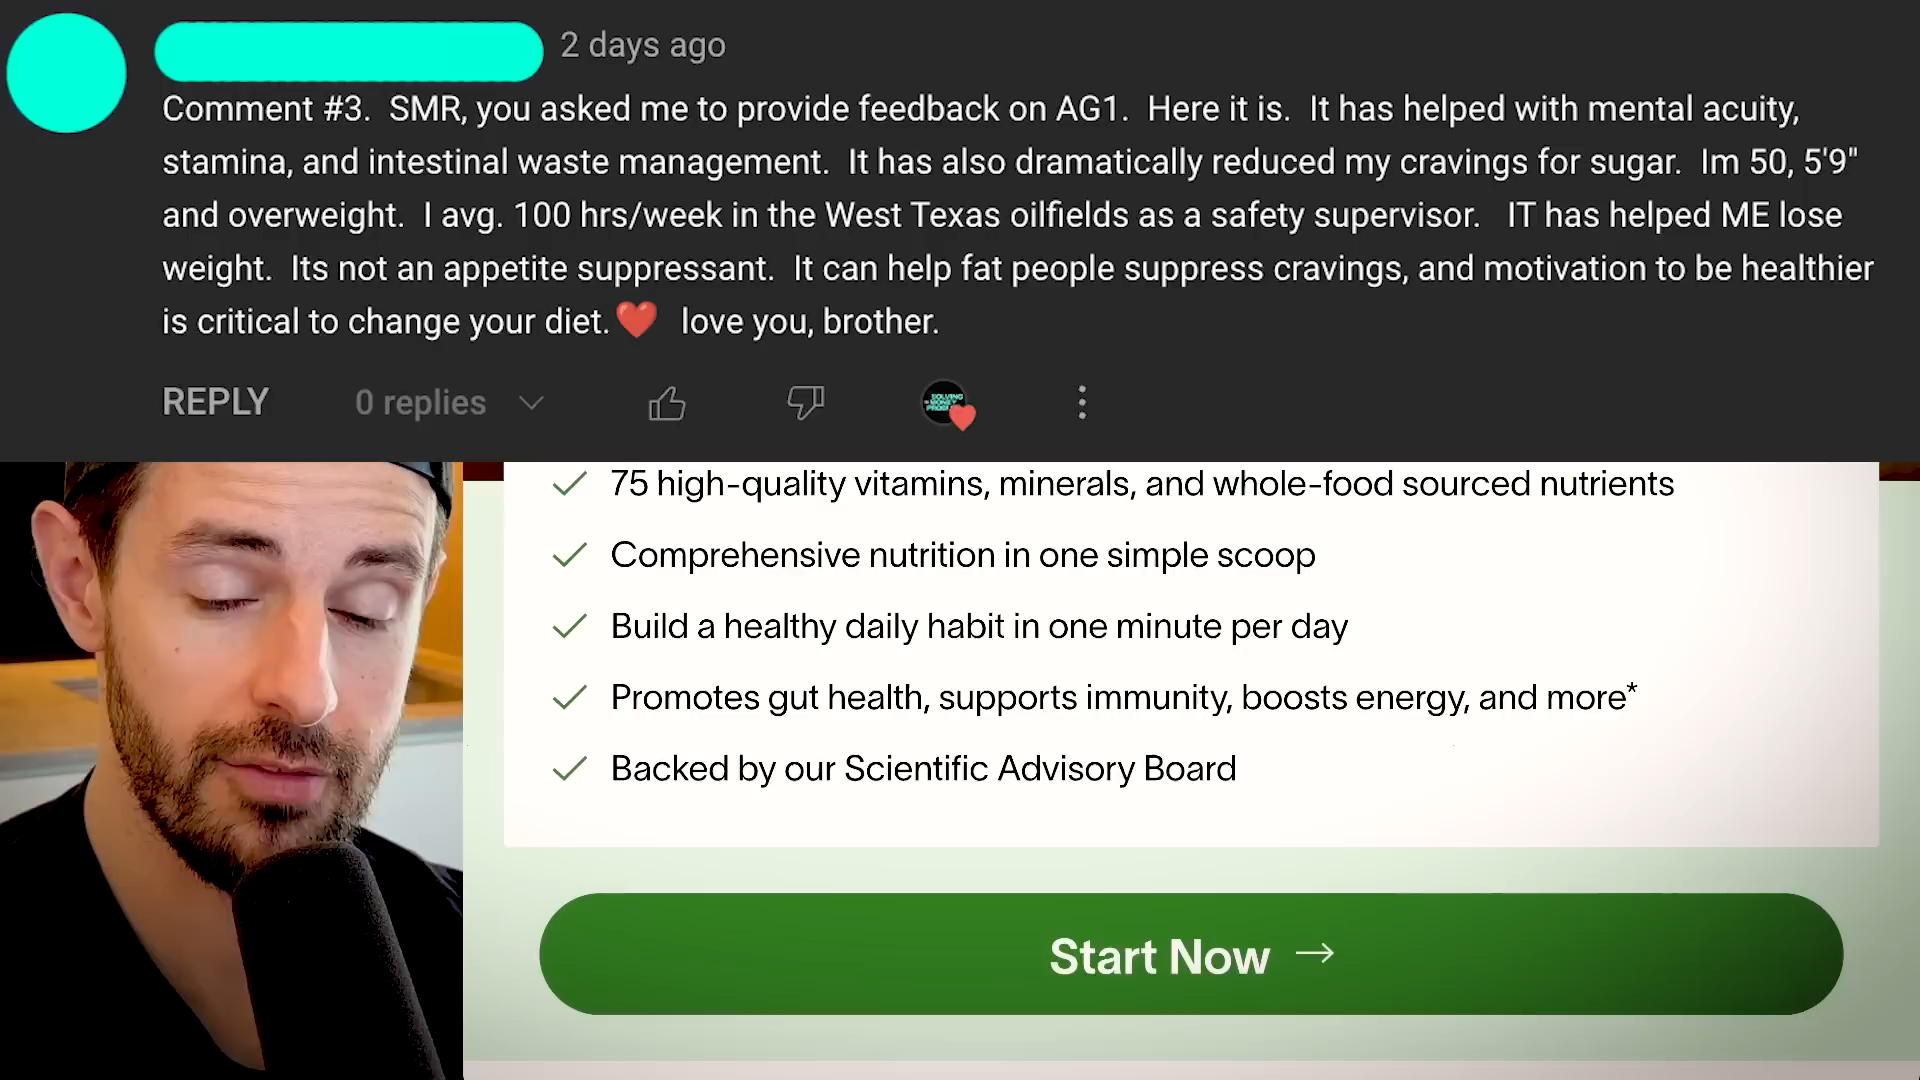 2 days ago
Comment #3.  SMR, you asked me to provide feedback on AG1.  Here it is.  It has helped with mental acuity,
stamina, and intestinal waste management.  It has also dramatically reduced my cravings for sugar.  Im 50, 5'9"
and overweight.  I avg. 100 hrs/week in the West Texas oilfields as a safety supervisor.   IT has helped ME lose
weight.  Its not an appetite suppressant.  It can help fat people suppress cravings, and motivation to be healthier
is critical to change your diet.❤️  love you, brother.
REPLY 0 replies
75 high-quality vitamins, minerals, and whole-food sourced nutrients
Comprehensive nutrition in one simple scoop
Build a healthy daily habit in one minute per day
Promotes gut health, supports immunity, boosts energy, and more*
Backed by our Scientific Advisory Board
Start Now →